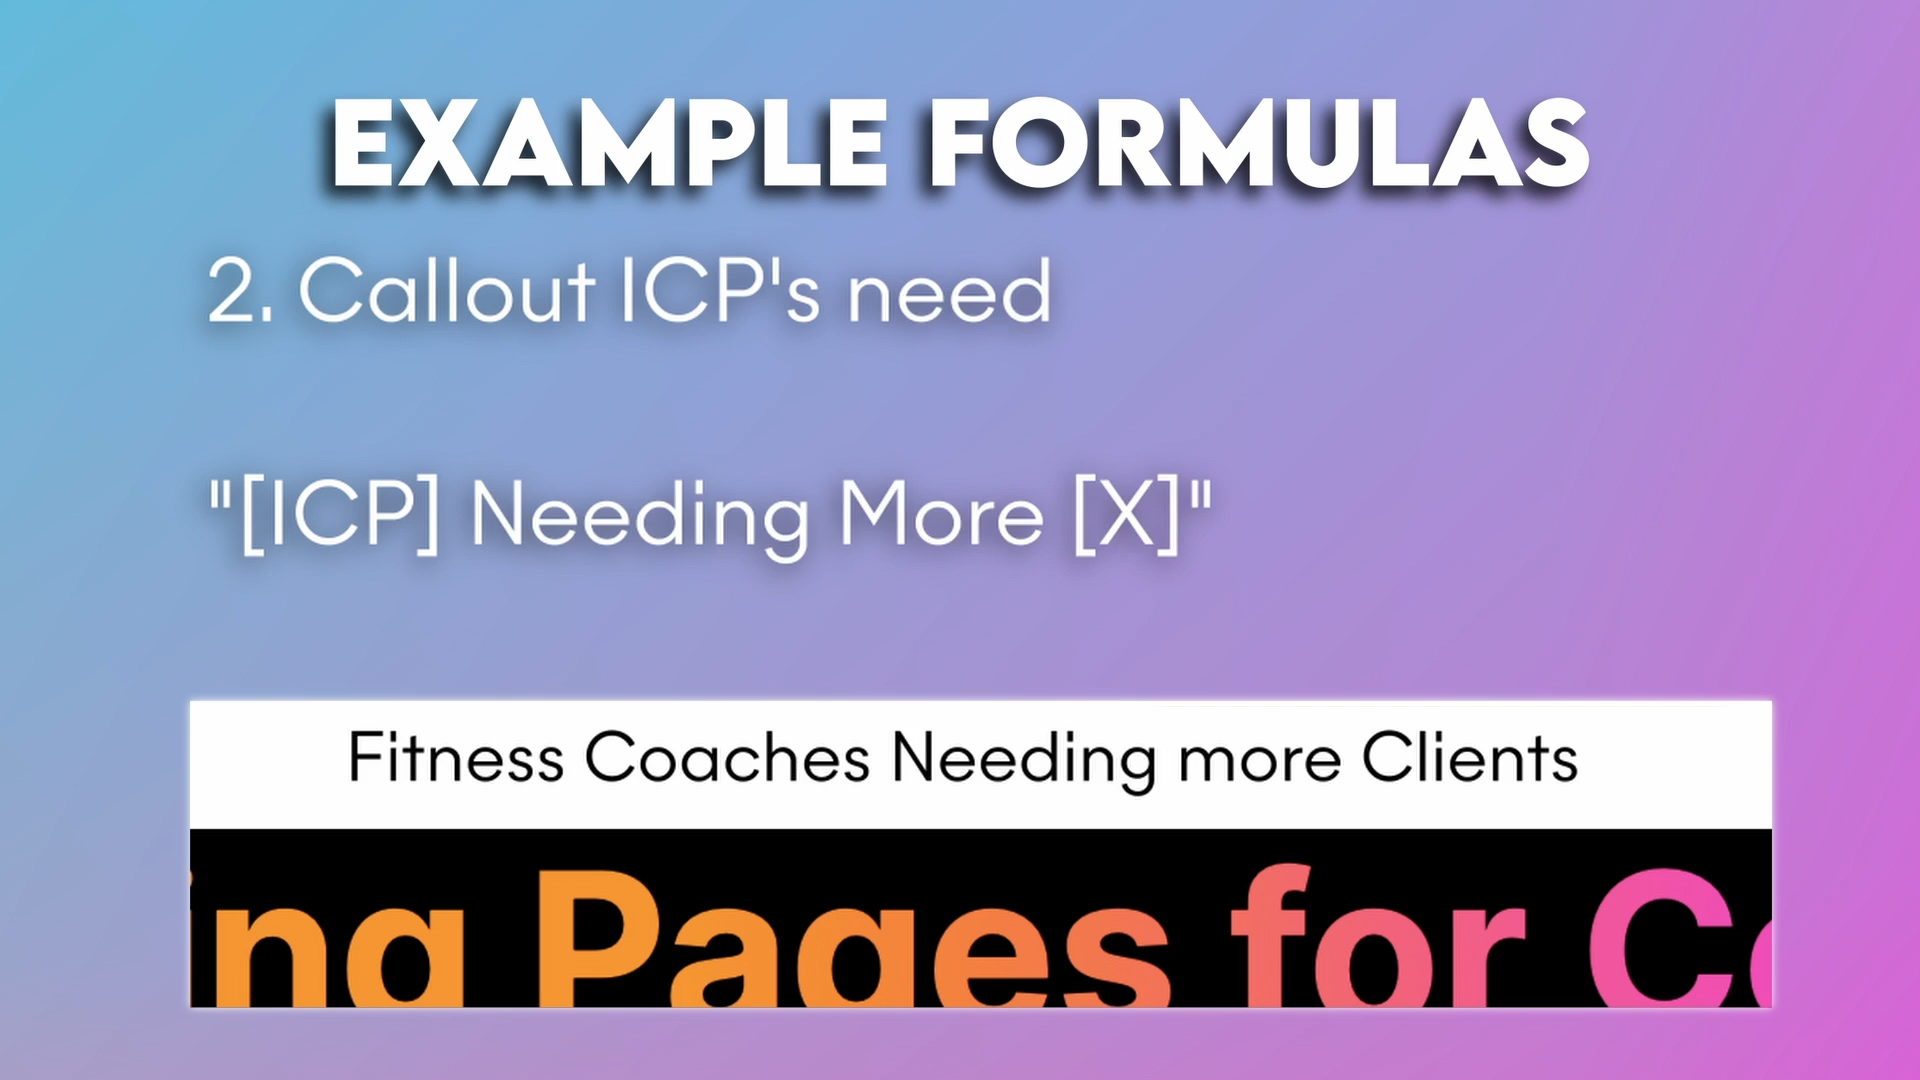 EXAMPLE FORMULAS
2. Callout ICP's need
"[ICP] Needing More [X]"
Fitness Coaches Needing more Clients
Pages for